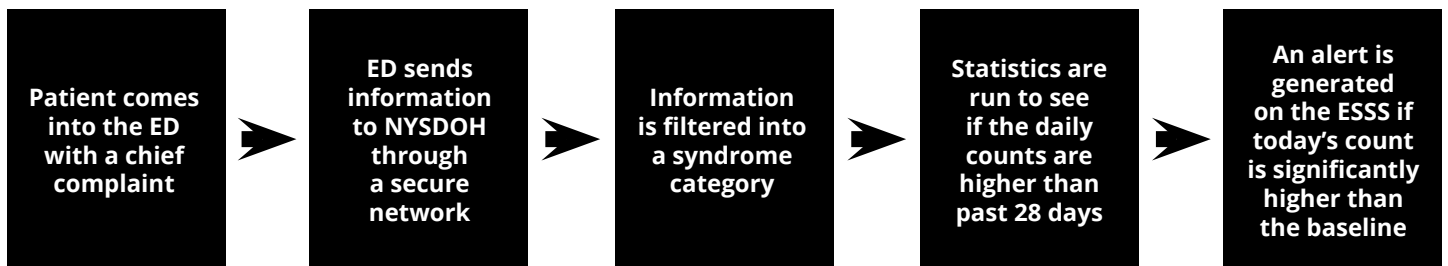 Patient comes
into the ED
with a chief
complaint
ED sends
information
to NYSDOH
through
a secure
network
Information
is filtered into
a syndrome
category
Statistics are
run to see
if the daily
counts are
higher than
past 28 days
An alert is
generated
on the ESSS if
today’s count
is significantly
higher than
the baseline